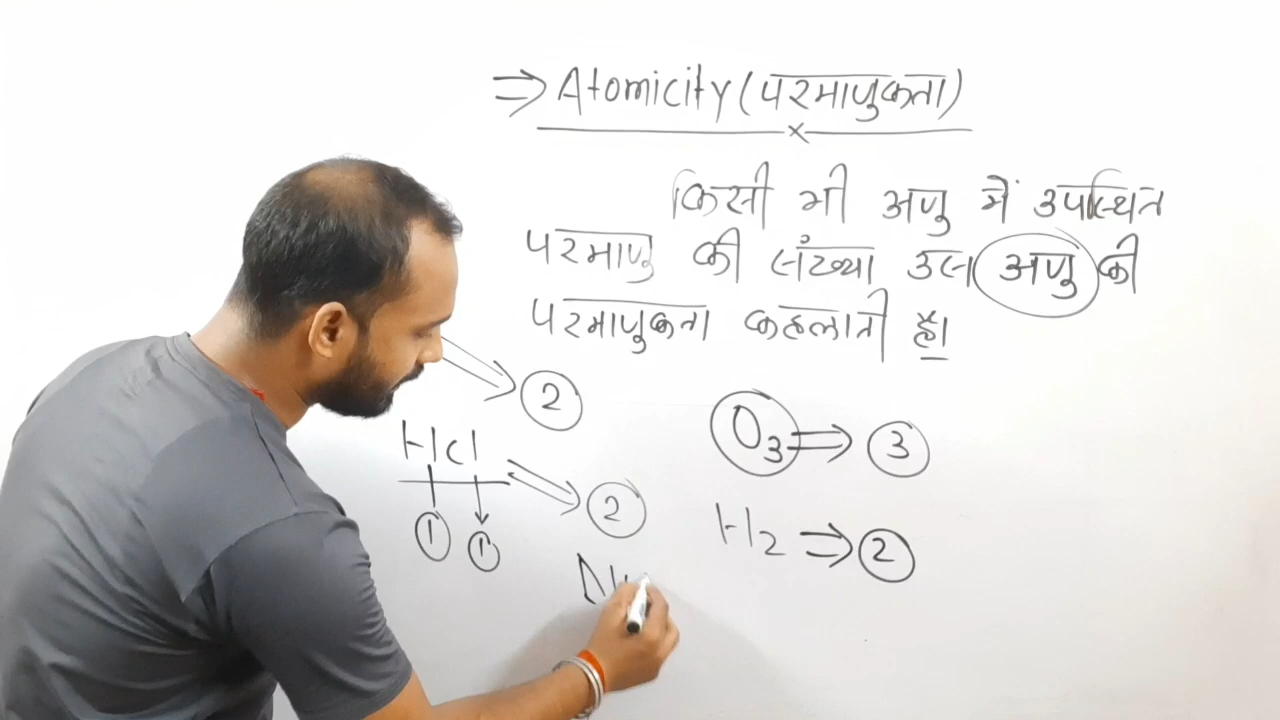 ⇒ Atomicity (परमाणुकता)
किसी भी अणु में उपस्थित
परमाणु की संख्या उस अणु की
परमाणुकता कहलाती है।
⇒ 2
HCl ⇒ 2
1 1
O3 ⇒ 3
H2 ⇒ 2